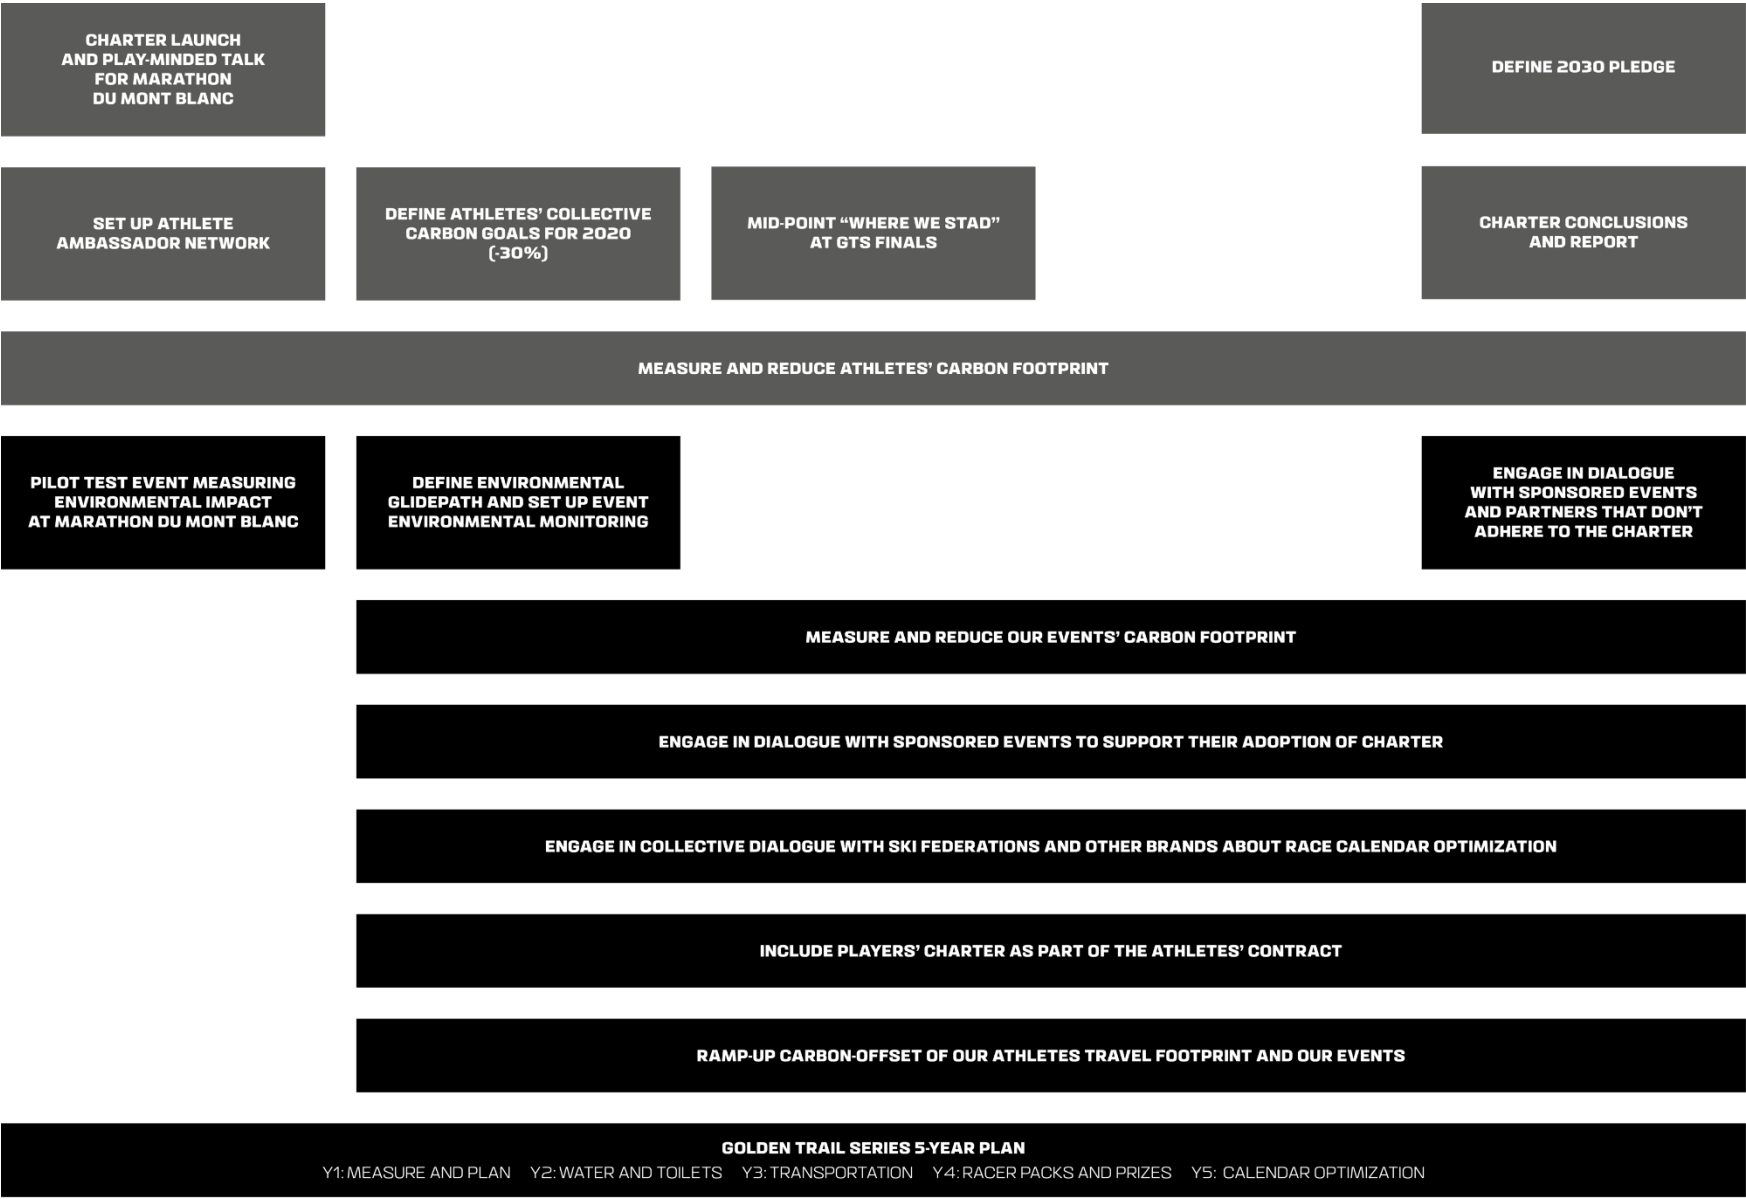 CHARTER LAUNCH
AND PLAY-MINDED TALK
FOR MARATHON
DU MONT BLANC
DEFINE 2030 PLEDGE
SET UP ATHLETE
AMBASSADOR NETWORK
DEFINE ATHLETES’ COLLECTIVE
CARBON GOALS FOR 2020
(-30%)
MID-POINT “WHERE WE STAD”
AT GTS FINALS
CHARTER CONCLUSIONS
AND REPORT
MEASURE AND REDUCE ATHLETES’ CARBON FOOTPRINT
PILOT TEST EVENT MEASURING
ENVIRONMENTAL IMPACT
AT MARATHON DU MONT BLANC
DEFINE ENVIRONMENTAL
GLIDEPATH AND SET UP EVENT
ENVIRONMENTAL MONITORING
ENGAGE IN DIALOGUE
WITH SPONSORED EVENTS
AND PARTNERS THAT DON’T
ADHERE TO THE CHARTER
MEASURE AND REDUCE OUR EVENTS’ CARBON FOOTPRINT
ENGAGE IN DIALOGUE WITH SPONSORED EVENTS TO SUPPORT THEIR ADOPTION OF CHARTER
ENGAGE IN COLLECTIVE DIALOGUE WITH SKI FEDERATIONS AND OTHER BRANDS ABOUT RACE CALENDAR OPTIMIZATION
INCLUDE PLAYERS’ CHARTER AS PART OF THE ATHLETES’ CONTRACT
RAMP-UP CARBON-OFFSET OF OUR ATHLETES TRAVEL FOOTPRINT AND OUR EVENTS
GOLDEN TRAIL SERIES 5-YEAR PLAN
Y1: MEASURE AND PLAN Y2: WATER AND TOILETS Y3: TRANSPORTATION Y4: RACER PACKS AND PRIZES Y5: CALENDAR OPTIMIZATION